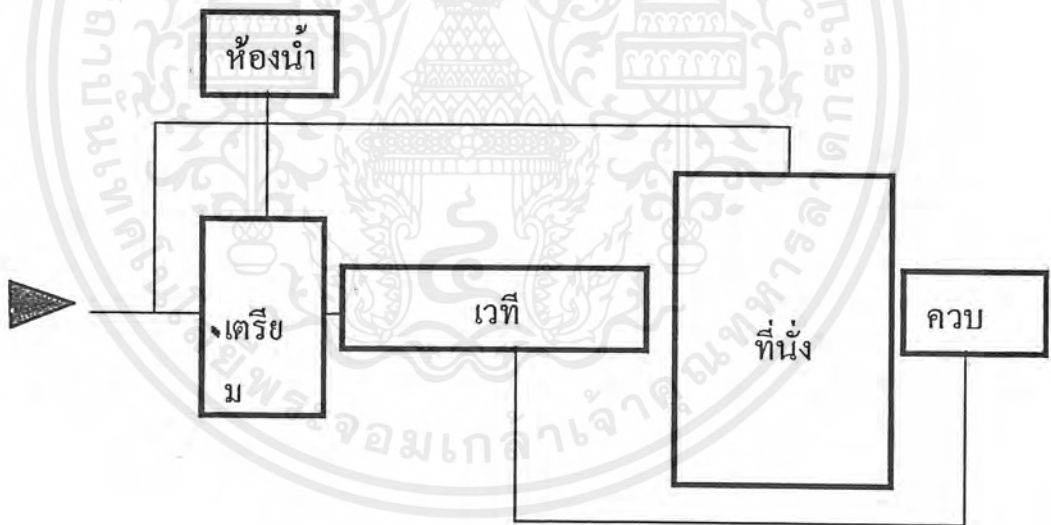 ห้องน้ำ
เตรีย
ม
เวที
ที่นั่ง
ควบ